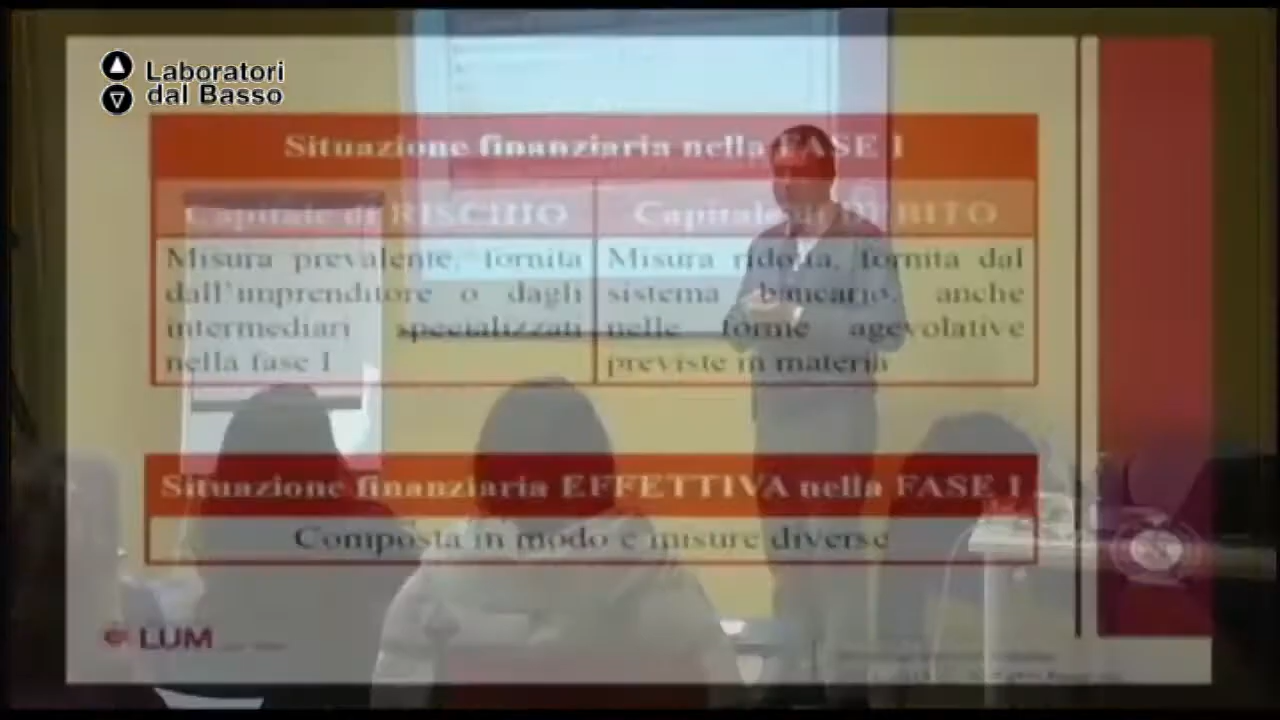 Laboratori
dal Basso
Situazione finanziaria nella FASE I
Capitale di RISCHIO
Capitale di DEBITO
Misura prevalente, fornita
dall'imprenditore o dagli
intermediari specializzati
nella fase I
Misura ridotta, fornita dal
sistema bancario, anche
nelle forme agevolative
previste in materia
Situazione finanziaria EFFETTIVA nella FASE I
Composta in modo e misure diverse
LUM